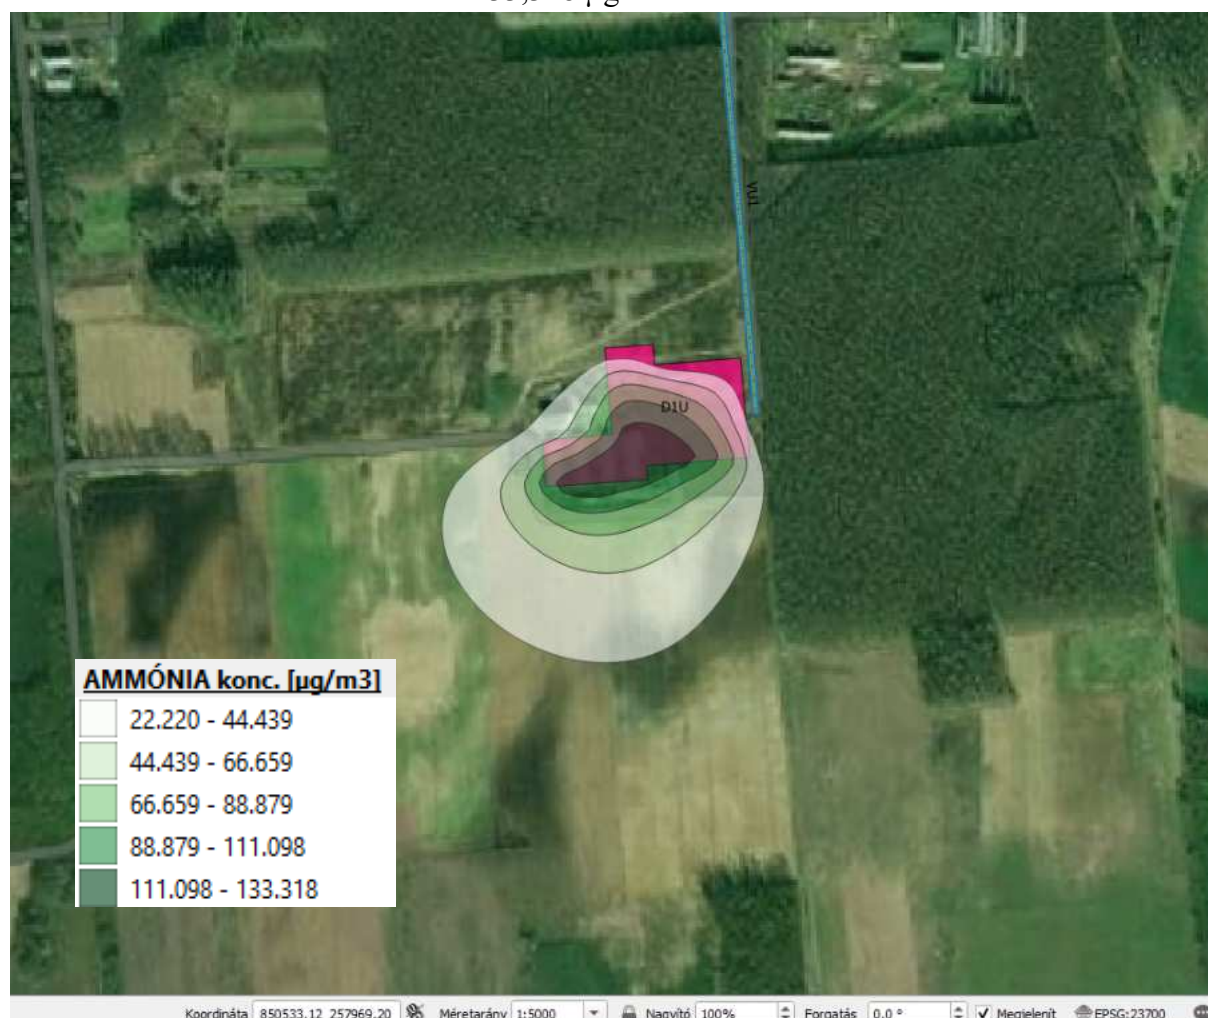 VU1
D1U
AMMÓNIA konc. [µg/m3]
22.220 - 44.439
44.439 - 66.659
66.659 - 88.879
88.879 - 111.098
111.098 - 133.318
Koordináta 850533.12 257969.20 Méretarány 1:5000 Nagyító 100% Forgatás 0,0 ° Megjelenít EPSG:23700